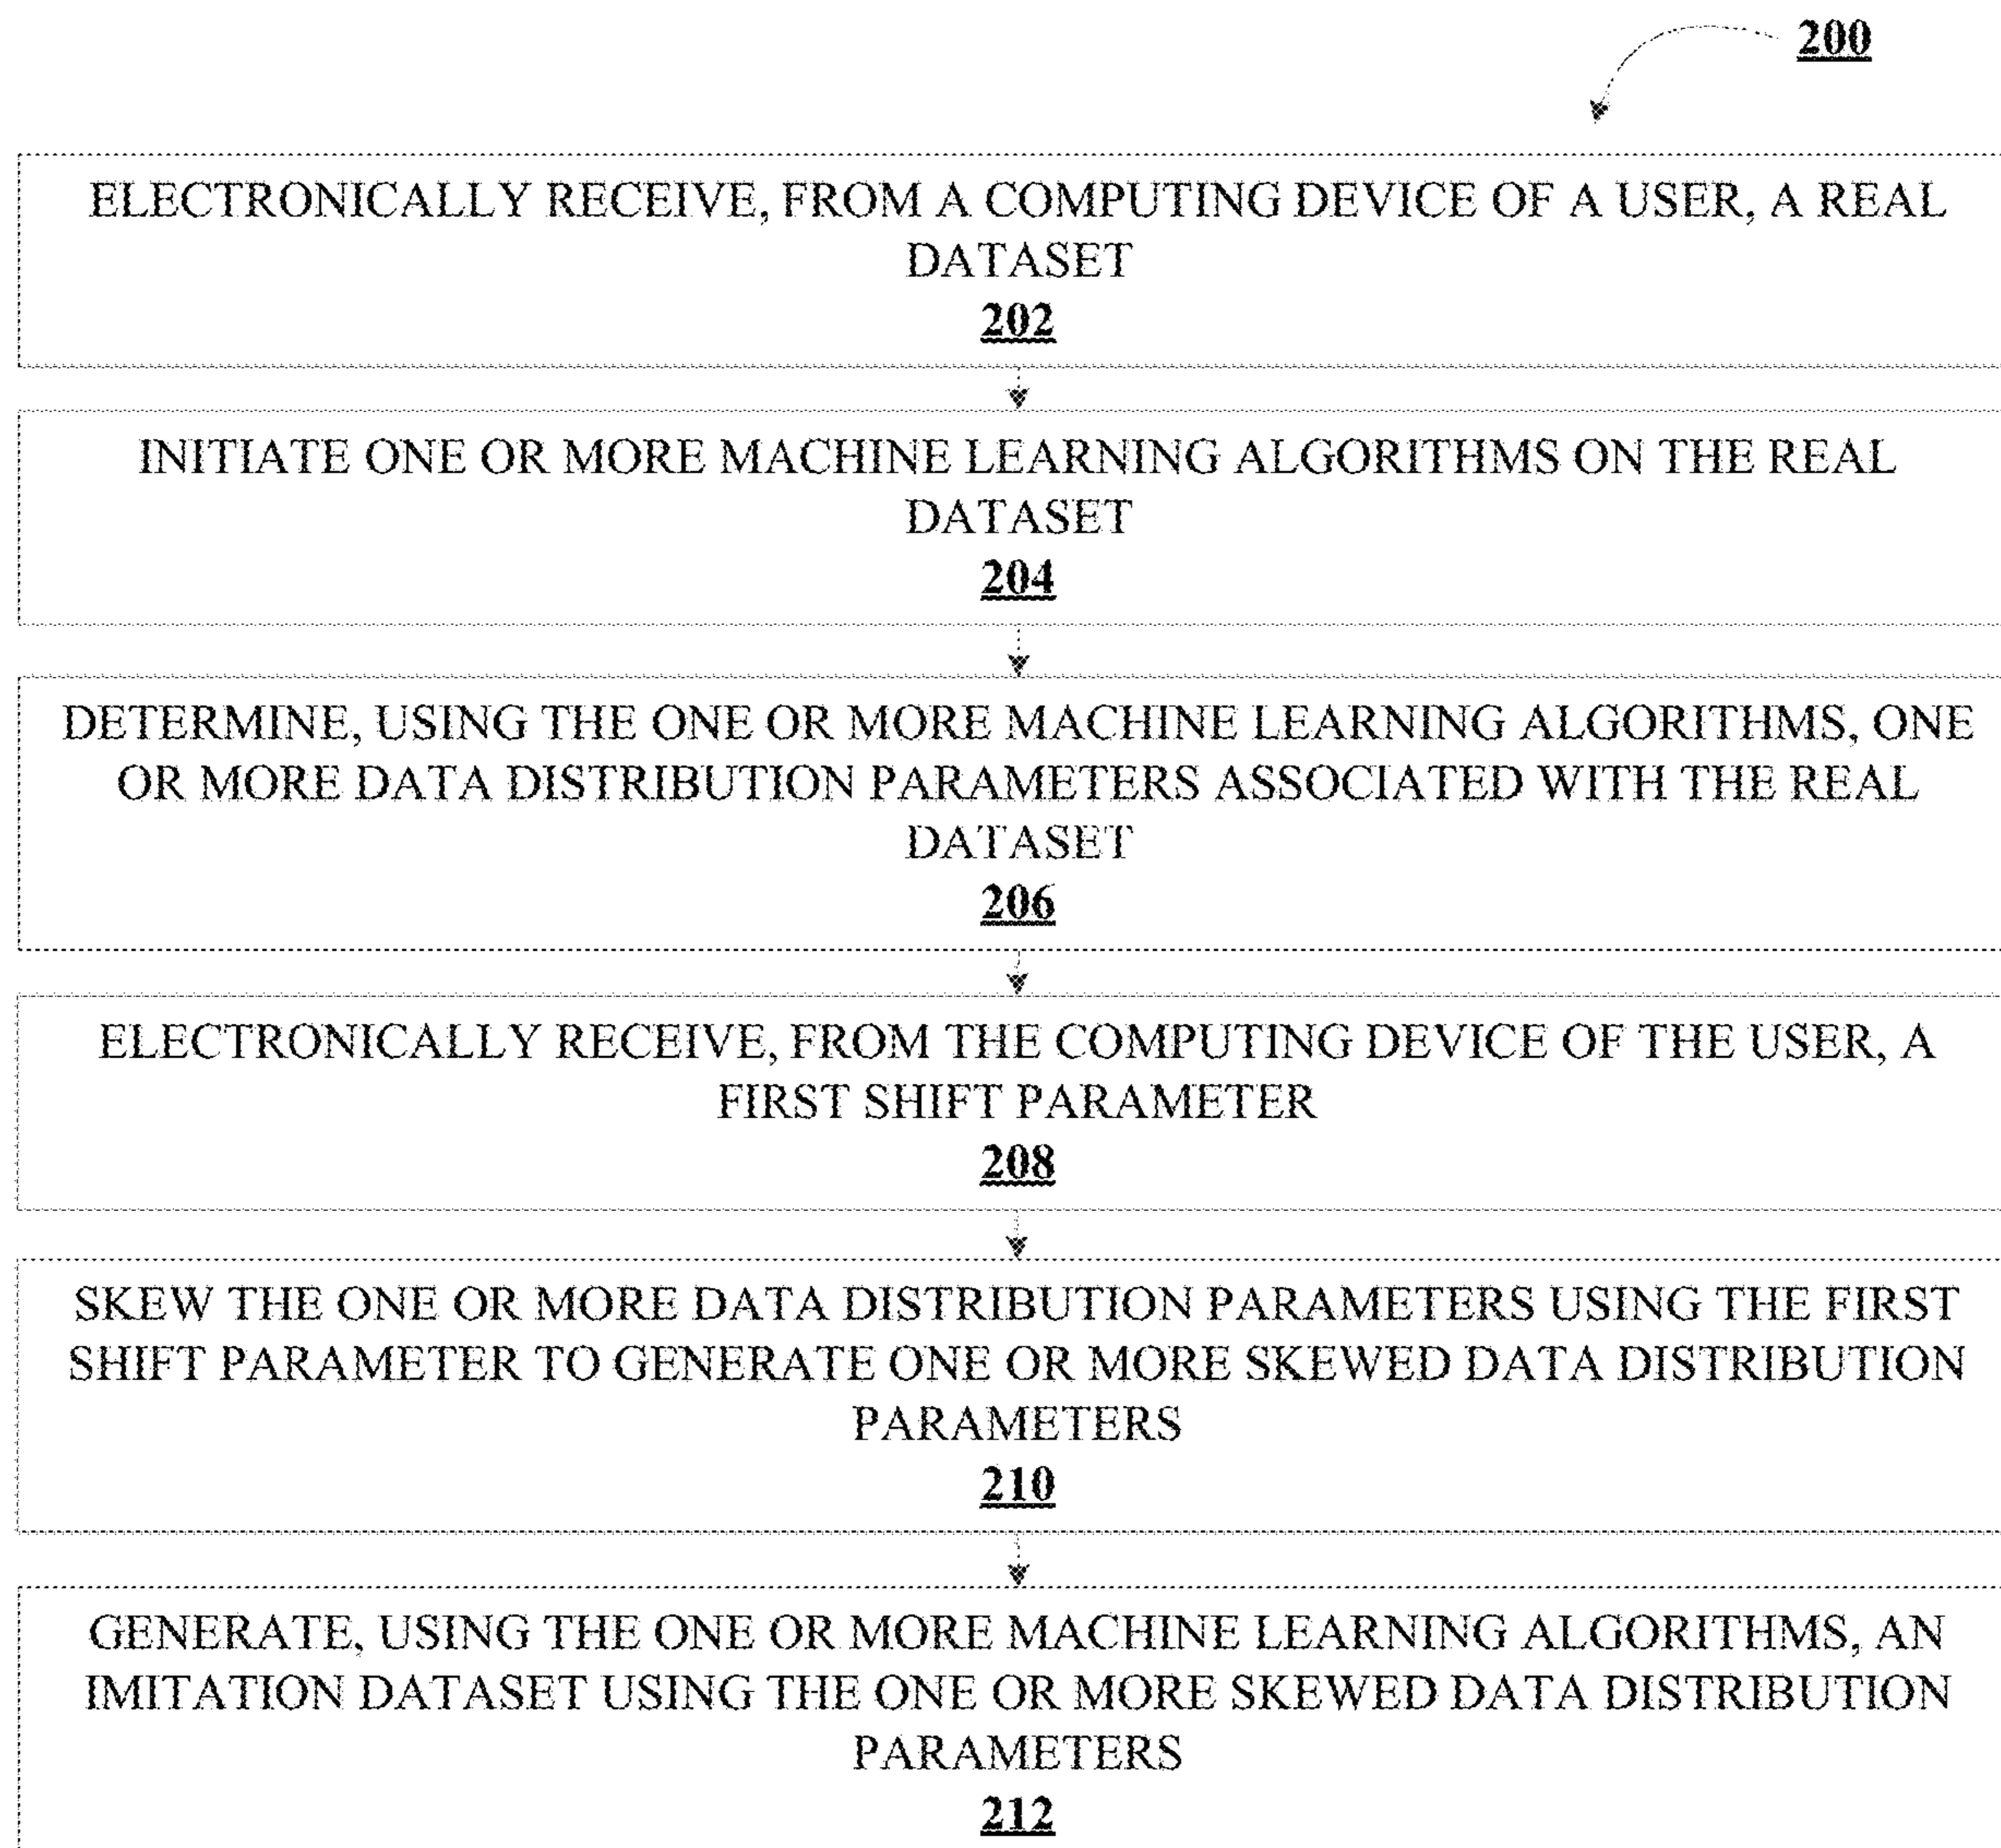 200
ELECTRONICALLY RECEIVE, FROM A COMPUTING DEVICE OF A USER, A REAL
DATASET
202
INITIATE ONE OR MORE MACHINE LEARNING ALGORITHMS ON THE REAL
DATASET
204
DETERMINE, USING THE ONE OR MORE MACHINE LEARNING ALGORITHMS, ONE
OR MORE DATA DISTRIBUTION PARAMETERS ASSOCIATED WITH THE REAL
DATASET
206
ELECTRONICALLY RECEIVE, FROM THE COMPUTING DEVICE OF THE USER, A
FIRST SHIFT PARAMETER
208
SKEW THE ONE OR MORE DATA DISTRIBUTION PARAMETERS USING THE FIRST
SHIFT PARAMETER TO GENERATE ONE OR MORE SKEWED DATA DISTRIBUTION
PARAMETERS
210
GENERATE, USING THE ONE OR MORE MACHINE LEARNING ALGORITHMS, AN
IMITATION DATASET USING THE ONE OR MORE SKEWED DATA DISTRIBUTION
PARAMETERS
212